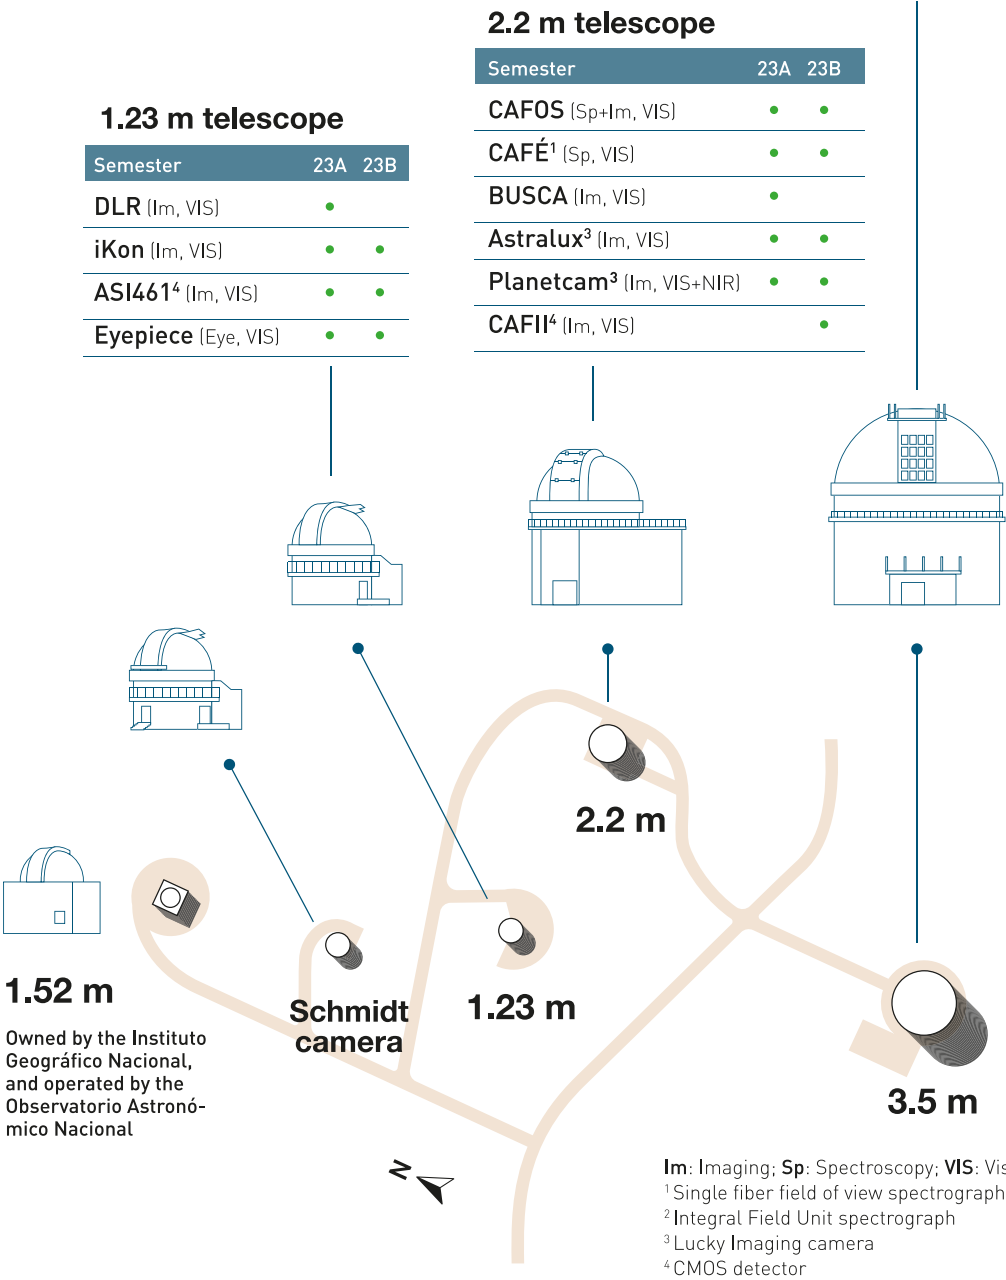 2.2 m telescope
Semester 23A 23B
CAFOS (Sp+Im, VIS) • •
CAFÉ¹ (Sp, VIS) • •
BUSCA (Im, VIS) •
Astralux³ (Im, VIS) • •
Planetcam³ (Im, VIS+NIR) • •
CAFII⁴ (Im, VIS) •
1.23 m telescope
Semester 23A 23B
DLR (Im, VIS) •
iKon (Im, VIS) • •
ASI461⁴ (Im, VIS) • •
Eyepiece (Eye, VIS) • •
2.2 m
1.52 m
Owned by the Instituto
Geográfico Nacional,
and operated by the
Observatorio Astronó-
mico Nacional
Schmidt
camera
1.23 m
3.5 m
N
Im: Imaging; Sp: Spectroscopy; VIS: Vis
¹ Single fiber field of view spectrograph
² Integral Field Unit spectrograph
³ Lucky Imaging camera
⁴ CMOS detector